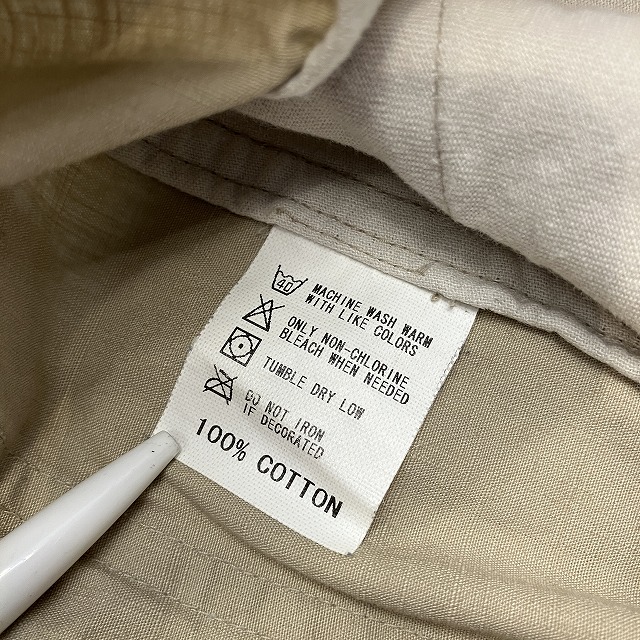 40
MACHINE WASH WARM
WITH LIKE COLORS
ONLY NON-CHLORINE
BLEACH WHEN NEEDED
TUMBLE DRY LOW
DO NOT IRON
IF DECORATED
100% COTTON